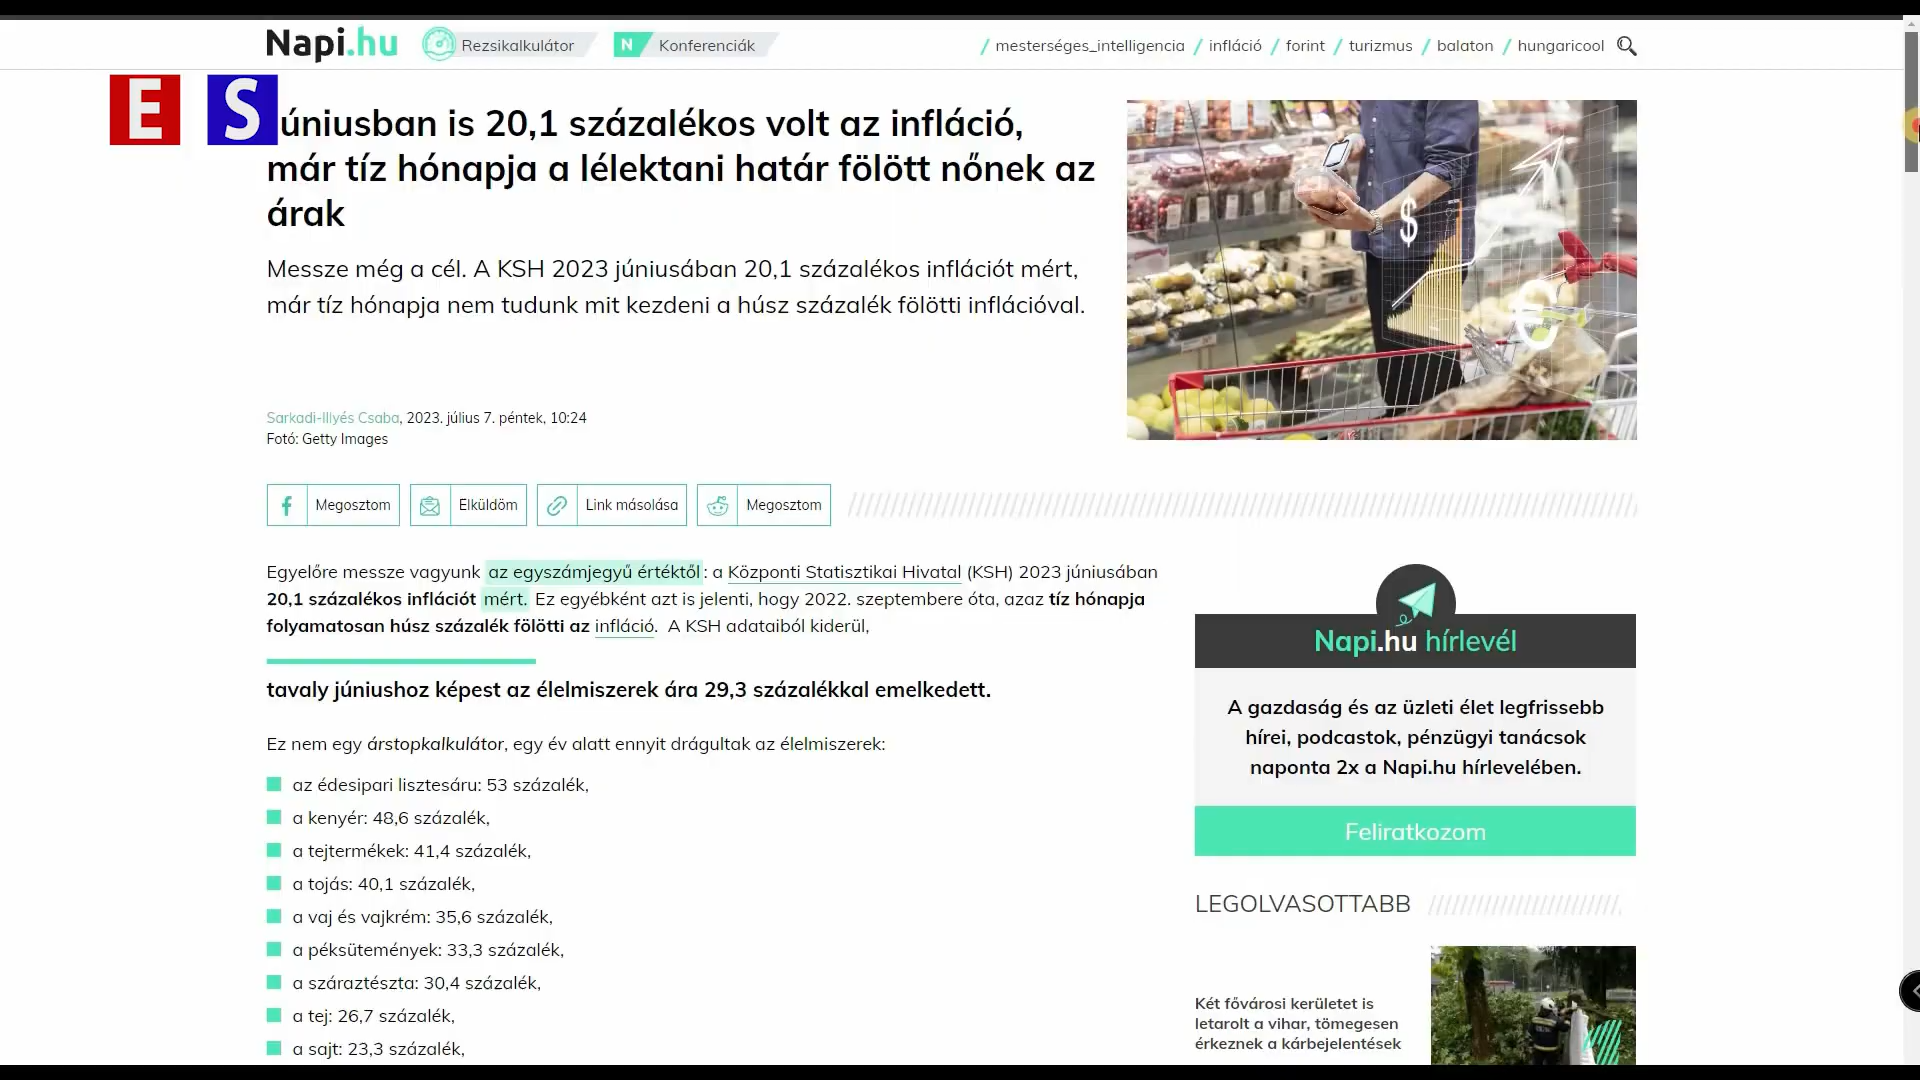 Napi.hu
Rezsikalkulátor
N Konferenciák
/ mesterséges_intelligencia / infláció / forint / turizmus / balaton / hungaricool
E S
úniusban is 20,1 százalékos volt az infláció,
már tíz hónapja a lélektani határ fölött nőnek az
árak
Messze még a cél. A KSH 2023 júniusában 20,1 százalékos inflációt mért,
már tíz hónapja nem tudunk mit kezdeni a húsz százalék fölötti inflációval.
Sarkadi-Illyés Csaba, 2023. július 7. péntek, 10:24
Fotó: Getty Images
$
€
Megosztom
Elküldöm
Link másolása
Megosztom
Egyelőre messze vagyunk az egyszámjegyű értéktől: a Központi Statisztikai Hivatal (KSH) 2023 júniusában
20,1 százalékos inflációt mért. Ez egyébként azt is jelenti, hogy 2022. szeptembere óta, azaz tíz hónapja
folyamatosan húsz százalék fölötti az infláció. A KSH adataiból kiderül,
tavaly júniushoz képest az élelmiszerek ára 29,3 százalékkal emelkedett.
Ez nem egy árstopkalkulátor, egy év alatt ennyit drágultak az élelmiszerek:
az édesipari lisztesáru: 53 százalék,
a kenyér: 48,6 százalék,
a tejtermékek: 41,4 százalék,
a tojás: 40,1 százalék,
a vaj és vajkrém: 35,6 százalék,
a péksütemények: 33,3 százalék,
a száraztészta: 30,4 százalék,
a tej: 26,7 százalék,
a sajt: 23,3 százalék,
Napi.hu hírlevél
A gazdaság és az üzleti élet legfrissebb
hírei, podcastok, pénzügyi tanácsok
naponta 2x a Napi.hu hírlevelében.
Feliratkozom
LEGOLVASOTTABB
Két fővárosi kerületet is
letarolt a vihar, tömegesen
érkeznek a kárbejelentések